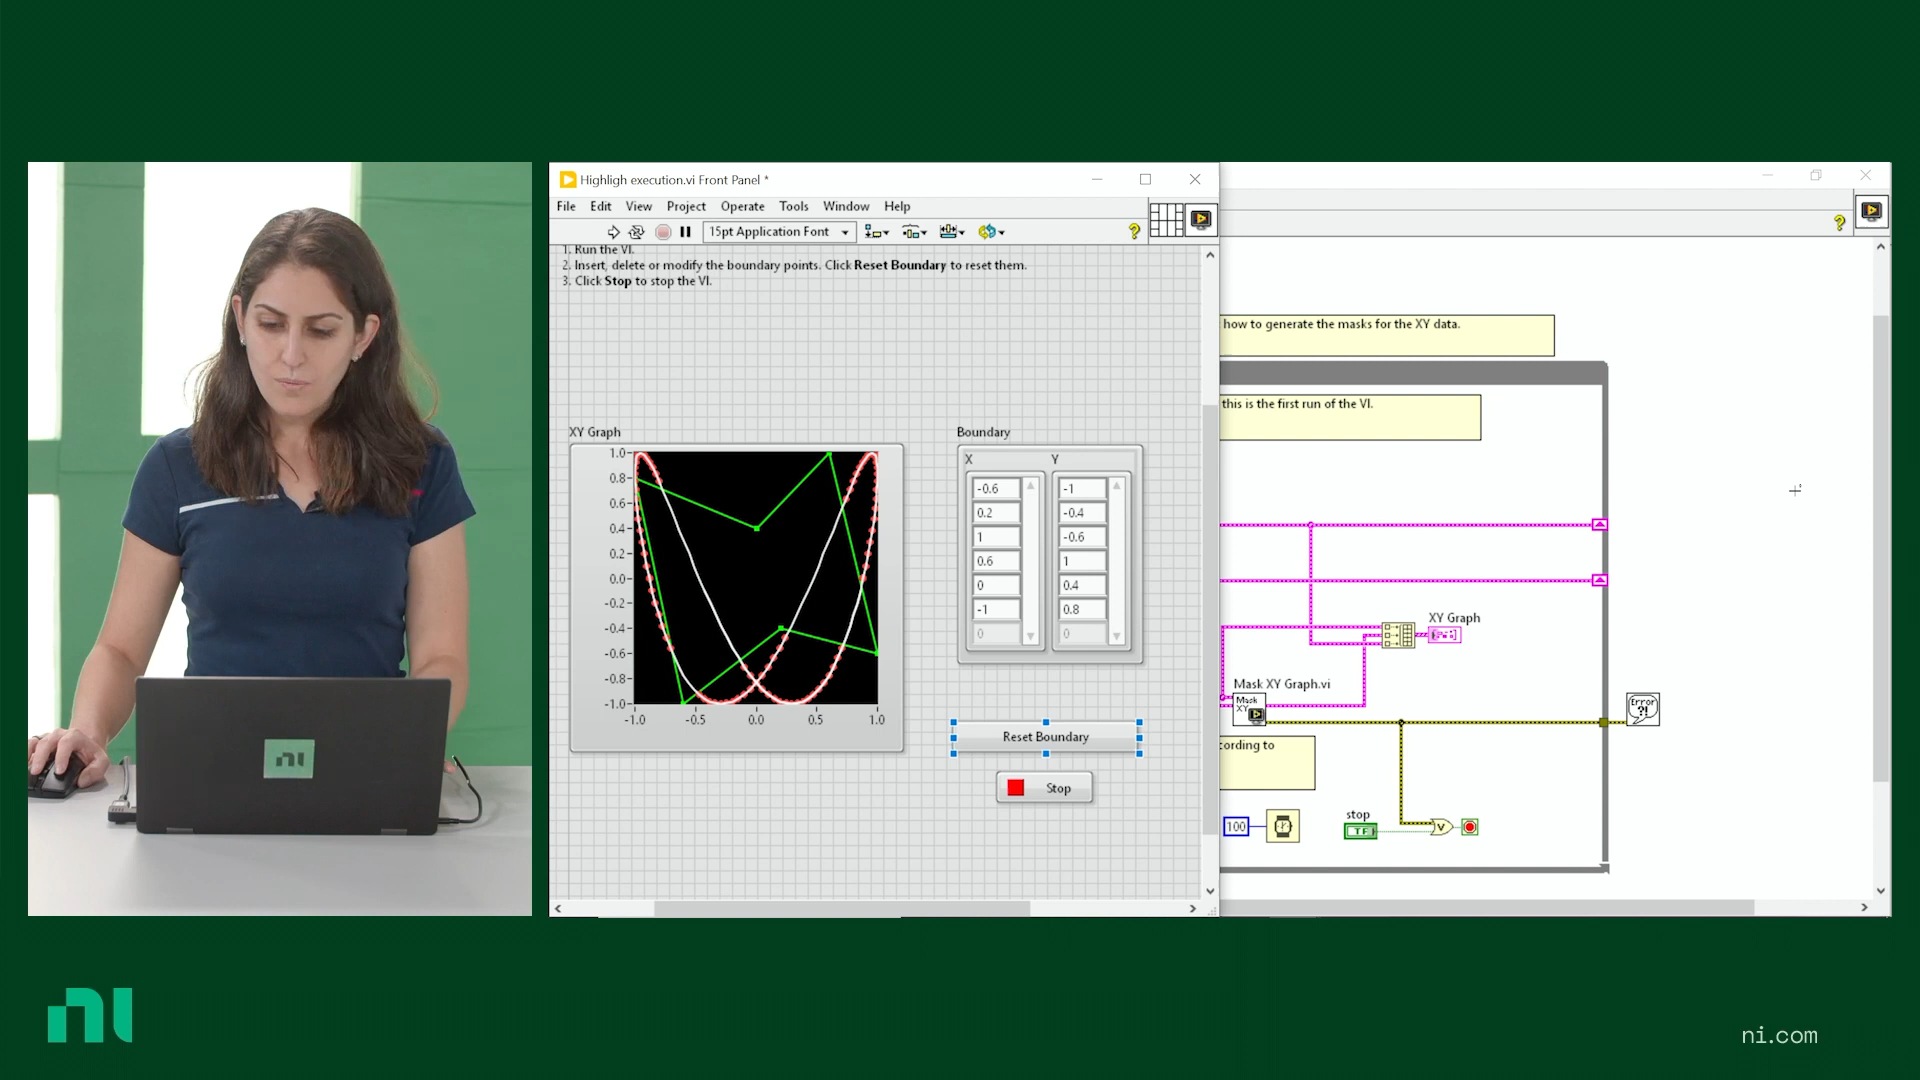 Highligh execution.vi Front Panel *
File Edit View Project Operate Tools Window Help
15pt Application Font
?
?
1. Run the VI.
2. Insert, delete or modify the boundary points. Click Reset Boundary to reset them.
3. Click Stop to stop the VI.
how to generate the masks for the XY data.
this is the first run of the VI.
XY Graph
1.0
0.8
0.6
0.4
0.2
0.0
-0.2
-0.4
-0.6
-0.8
-1.0
-1.0 -0.5 0.0 0.5 1.0
Boundary
X Y
-0.6 -1
0.2 -0.4
1 -0.6
0.6 1
0 0.4
-1 0.8
0 0
Reset Boundary
Stop
XY Graph
Mask XY Graph.vi
Mask
XY
Error
?!
cording to
100
stop
TF
V
ni
ni
ni.com